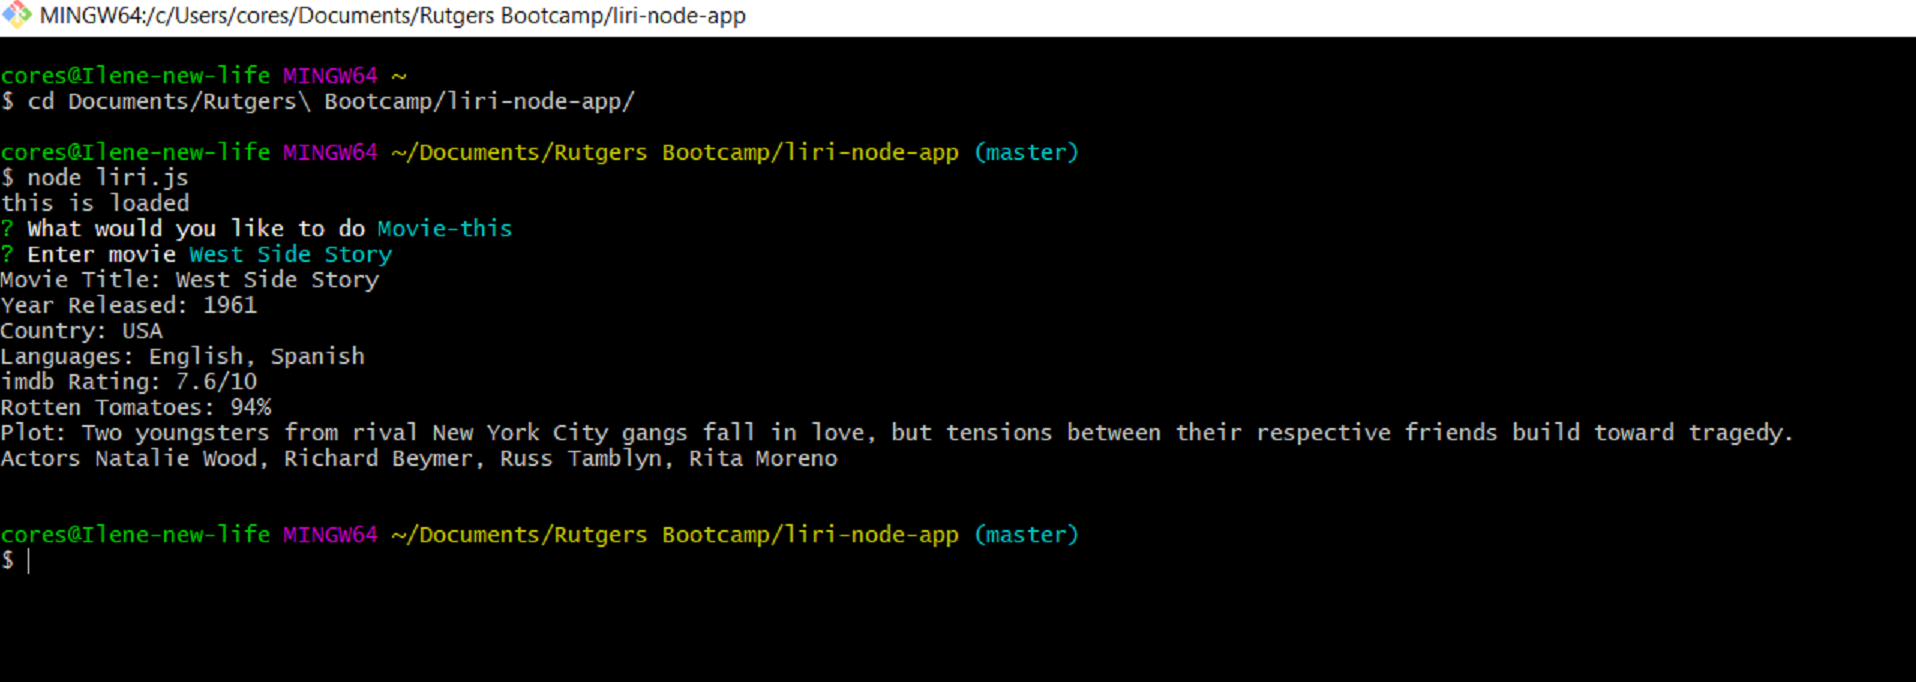 MINGW64:/c/Users/cores/Documents/Rutgers Bootcamp/liri-node-app
cores@Ilene-new-life MINGW64 ~
$ cd Documents/Rutgers\ Bootcamp/liri-node-app/
cores@Ilene-new-life MINGW64 ~/Documents/Rutgers Bootcamp/liri-node-app (master)
$ node liri.js
this is loaded
? What would you like to do Movie-this
? Enter movie West Side Story
Movie Title: West Side Story
Year Released: 1961
Country: USA
Languages: English, Spanish
imdb Rating: 7.6/10
Rotten Tomatoes: 94%
Plot: Two youngsters from rival New York City gangs fall in love, but tensions between their respective friends build toward tragedy.
Actors Natalie Wood, Richard Beymer, Russ Tamblyn, Rita Moreno
cores@Ilene-new-life MINGW64 ~/Documents/Rutgers Bootcamp/liri-node-app (master)
$